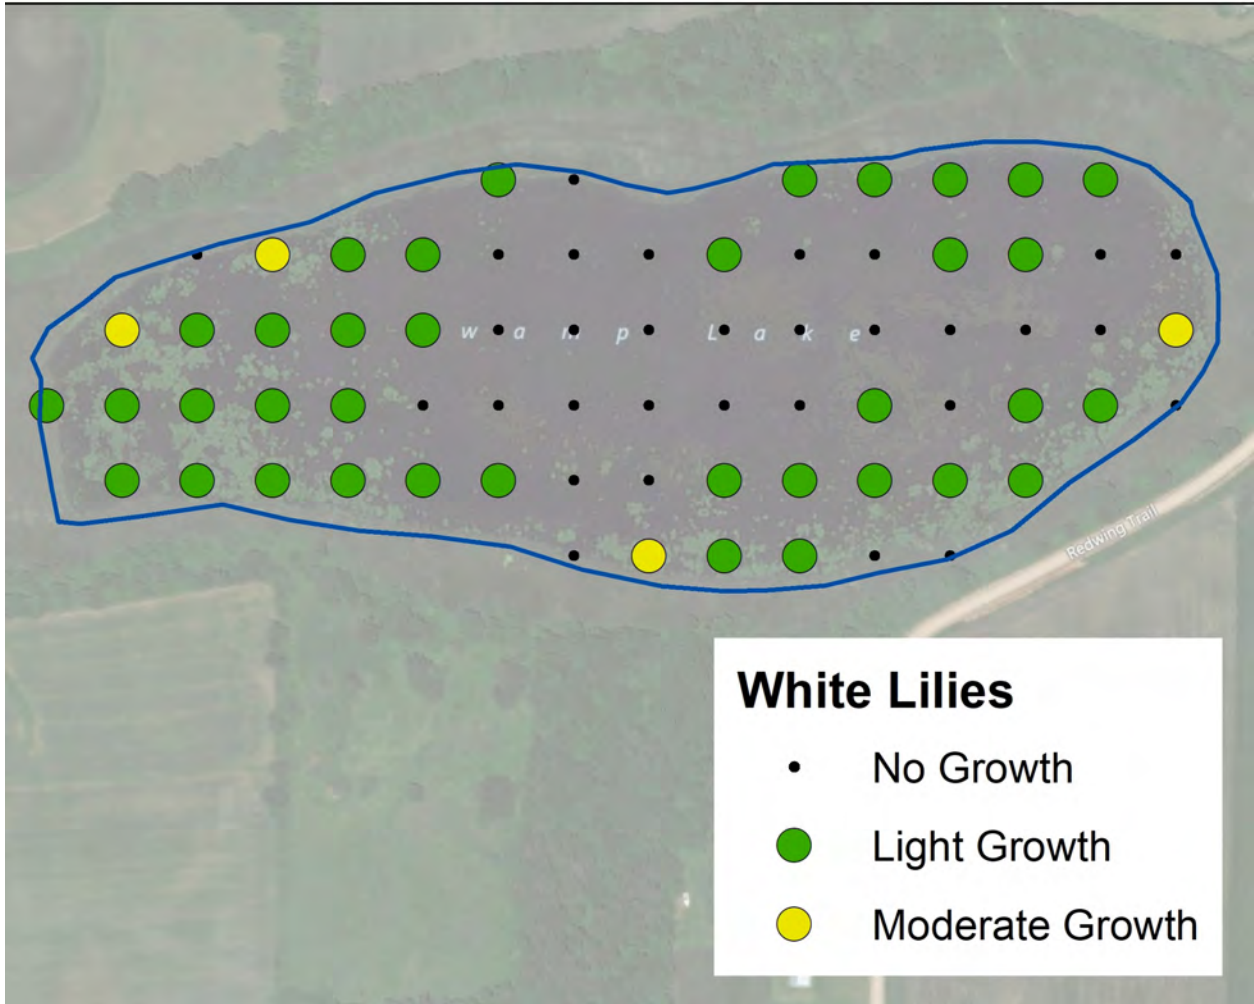 w a m p L a k e
Redwing Trail
White Lilies
No Growth
Light Growth
Moderate Growth